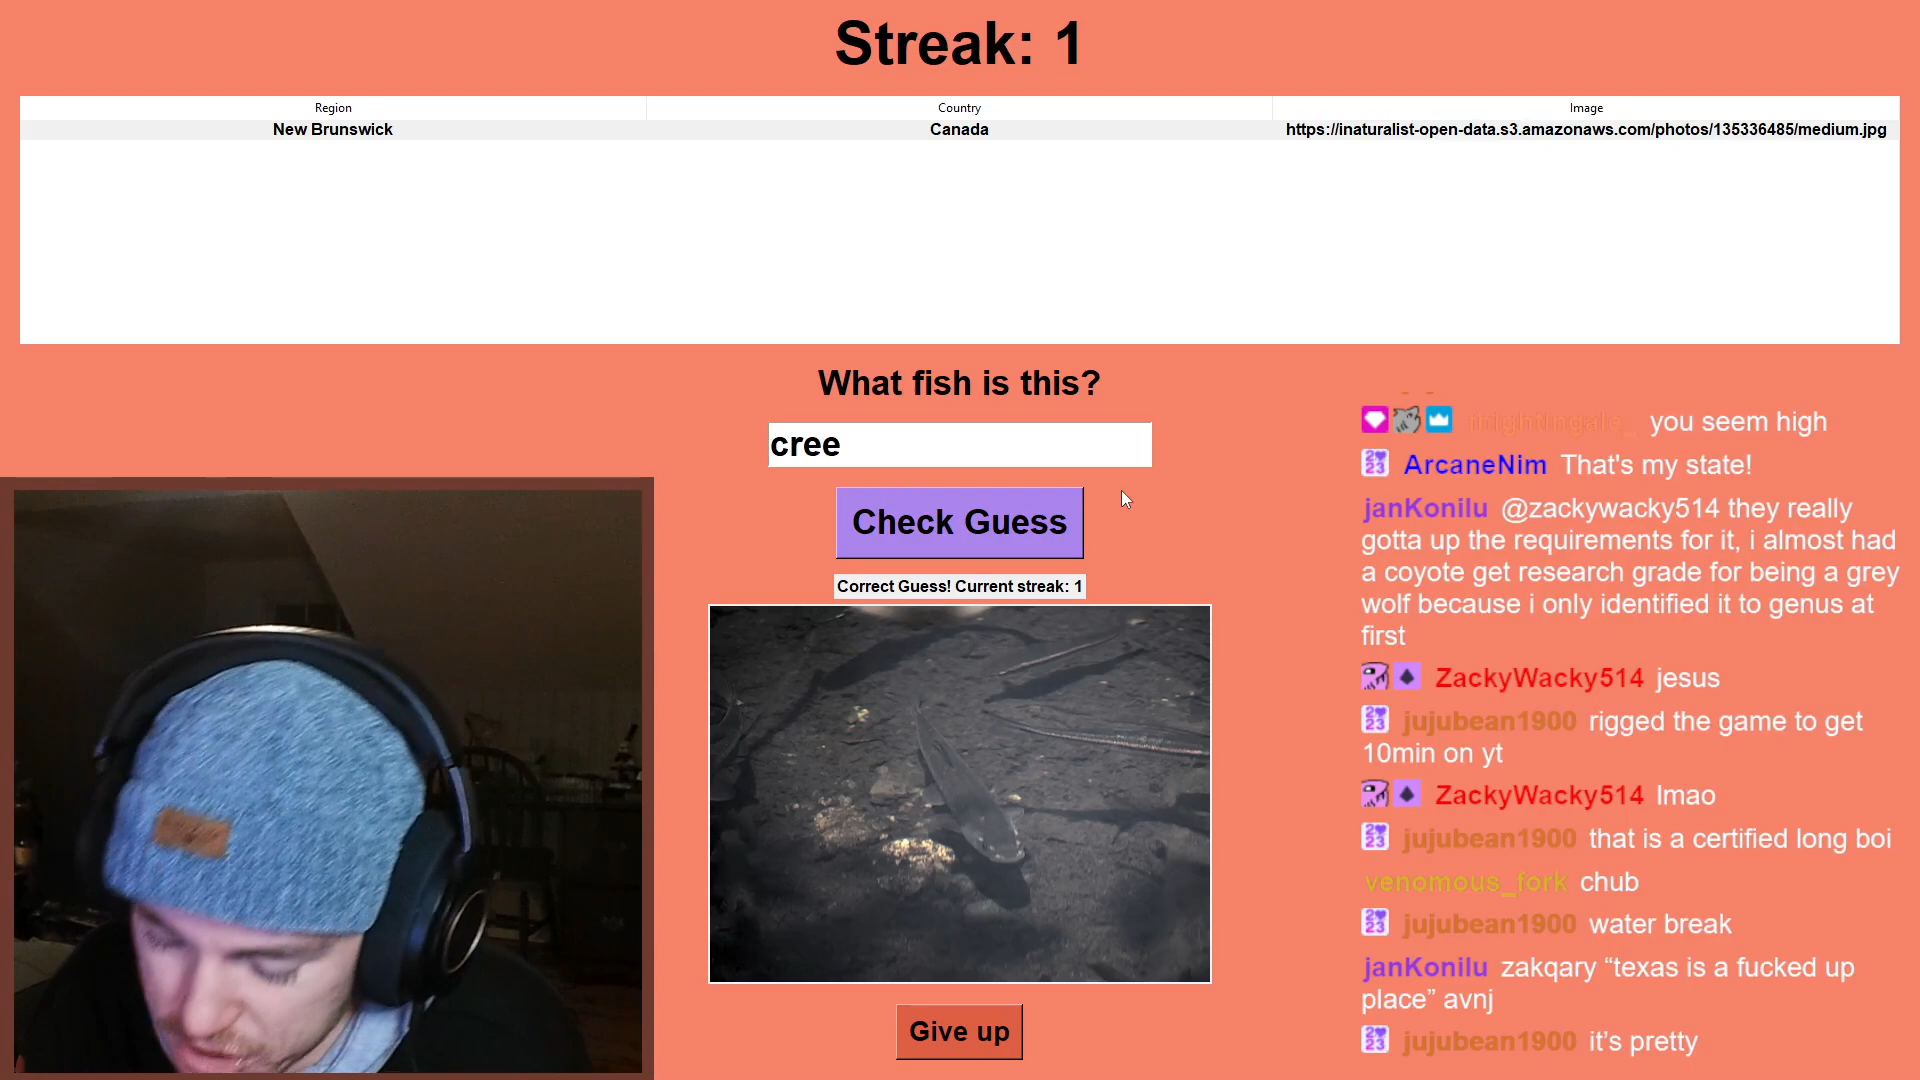 Streak: 1
Region
Country
Image
New Brunswick
Canada
https://inaturalist-open-data.s3.amazonaws.com/photos/135336485/medium.jpg
What fish is this?
cree
Check Guess
Correct Guess! Current streak: 1
Give up
you seem high
ArcaneNim That's my state!
janKonilu @zackywacky514 they really
gotta up the requirements for it, i almost had
a coyote get research grade for being a grey
wolf because i only identified it to genus at
first
ZackyWacky514 jesus
jujubean1900 rigged the game to get
10min on yt
ZackyWacky514 lmao
jujubean1900 that is a certified long boi
venomous_fork chub
jujubean1900 water break
janKonilu zakqary “texas is a fucked up
place” avnj
jujubean1900 it’s pretty